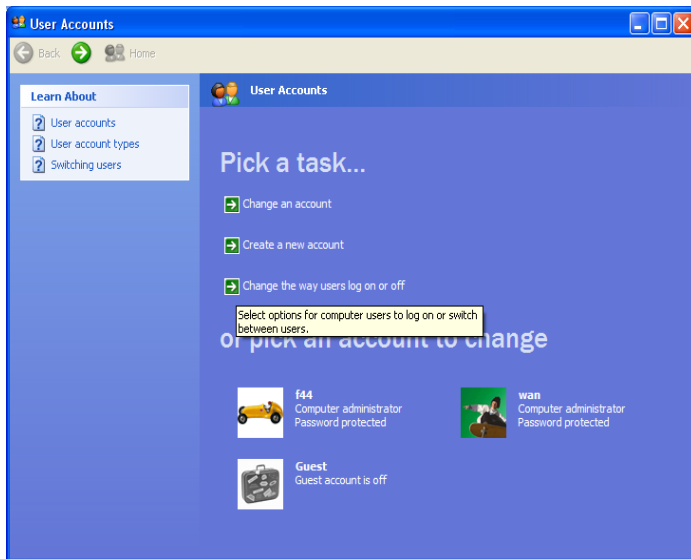 User Accounts
Back
Home
Learn About
User accounts
User account types
Switching users
User Accounts
Pick a task...
Change an account
Create a new account
Change the way users log on or off
Select options for computer users to log on or switch
between users.
or pick an account to change
f44
Computer administrator
Password protected
wan
Computer administrator
Password protected
Guest
Guest account is off